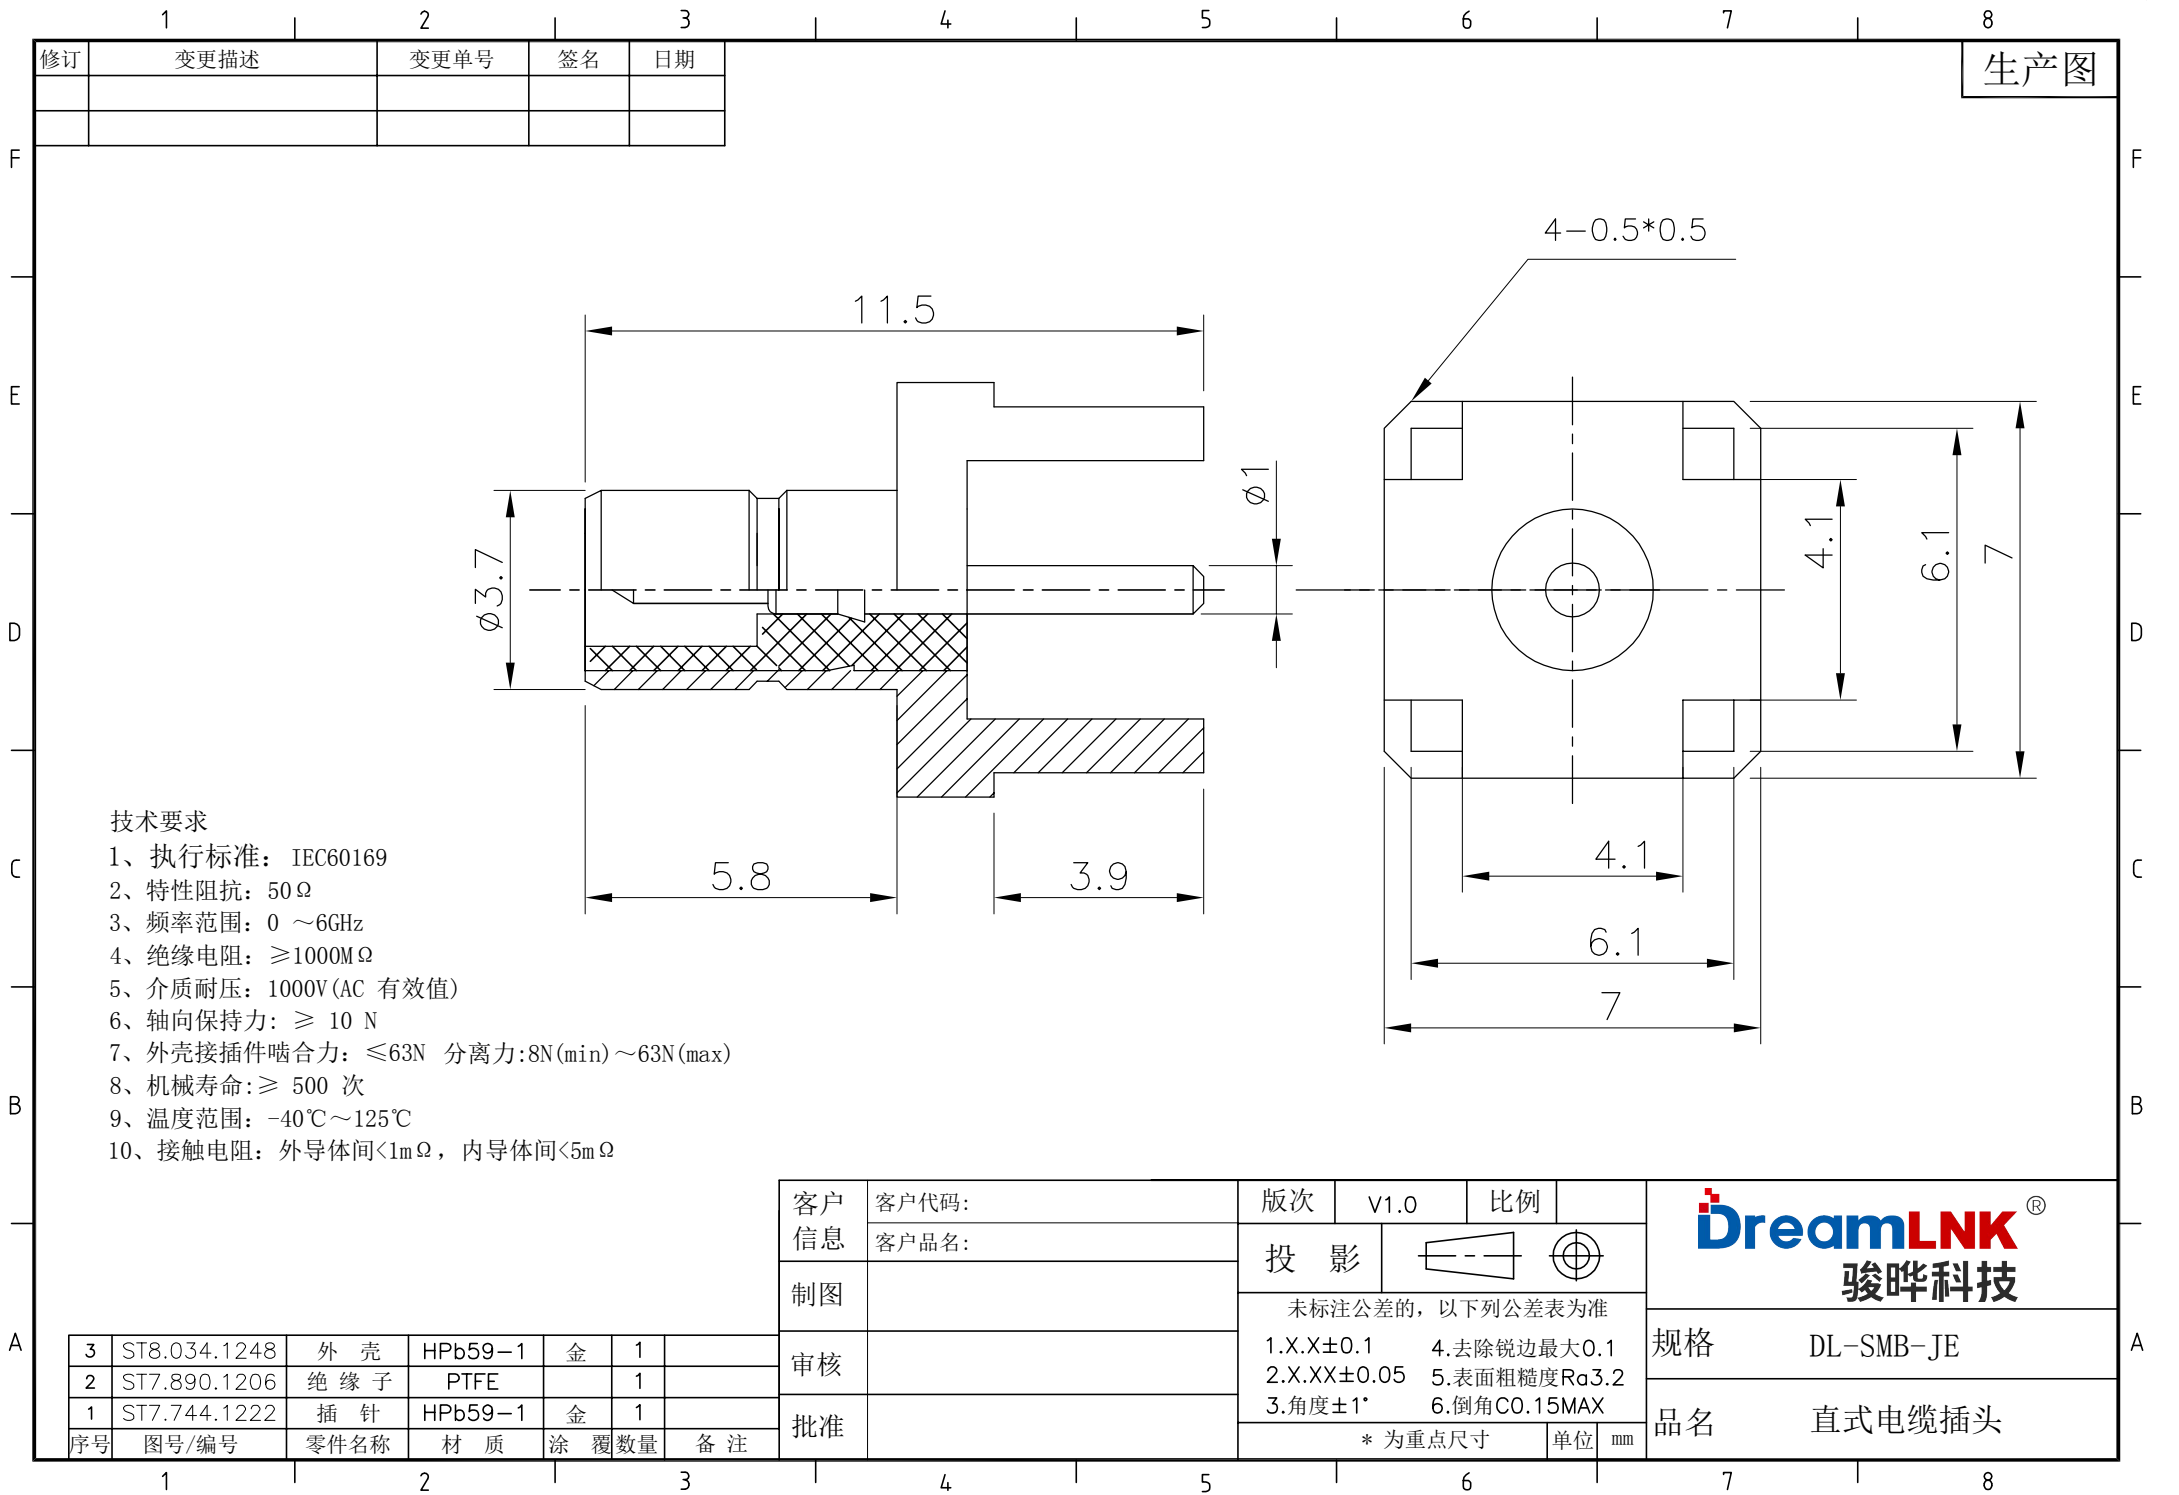 1 2 3 4 5 6 7 8
修订 变更描述 变更单号 签名 日期
生产图
F F
4-0.5*0.5
11.5
E E
ø3.7
ø1
4.1
6.1
7
D D
5.8
3.9
4.1
6.1
7
C C
技术要求
1、执行标准：IEC60169
2、特性阻抗：50Ω
3、频率范围：0 ～6GHz
4、绝缘电阻：≥1000MΩ
5、介质耐压：1000V(AC 有效值)
6、轴向保持力: ≥ 10 N
7、外壳接插件啮合力：≤63N 分离力:8N(min)～63N(max)
8、机械寿命:≥ 500 次
9、温度范围：-40℃～125℃
10、接触电阻：外导体间<1mΩ，内导体间<5mΩ
B B
客户信息
客户代码:
客户品名:
制图
审核
批准
版次 V1.0 比例
投 影
未标注公差的，以下列公差表为准
1.X.X±0.1 4.去除锐边最大0.1
2.X.XX±0.05 5.表面粗糙度Ra3.2
3.角度±1° 6.倒角C0.15MAX
* 为重点尺寸 单位 mm
DreamLNK ®
骏晔科技
规格 DL-SMB-JE
品名 直式电缆插头
A A
3 ST8.034.1248 外 壳 HPb59-1 金 1
2 ST7.890.1206 绝 缘 子 PTFE 1
1 ST7.744.1222 插 针 HPb59-1 金 1
序号 图号/编号 零件名称 材 质 涂 覆 数量 备 注
1 2 3 4 5 6 7 8